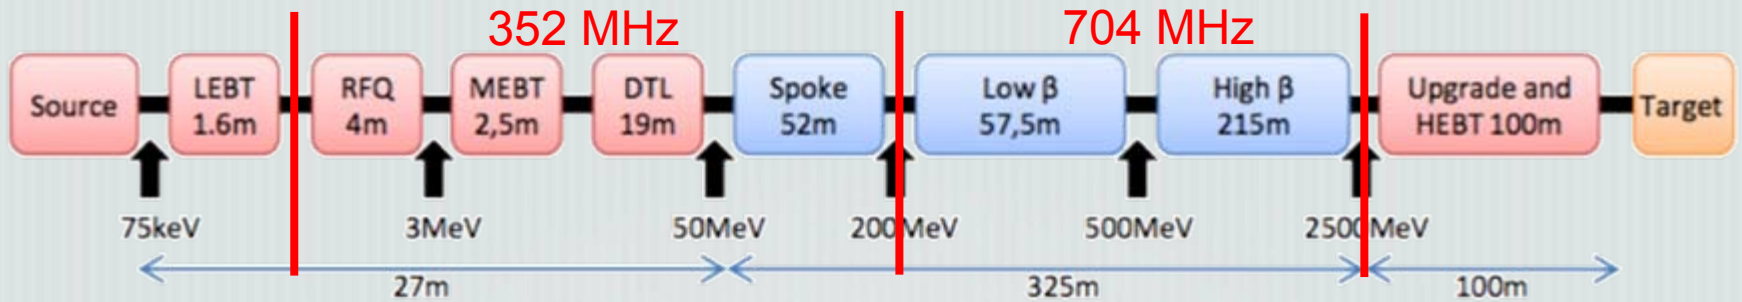 352 MHz
704 MHz
Source
LEBT
1.6m
RFQ
4m
MEBT
2,5m
DTL
19m
Spoke
52m
Low β
57,5m
High β
215m
Upgrade and
HEBT 100m
Target
75keV
3MeV
50MeV
200MeV
500MeV
2500MeV
27m
325m
100m